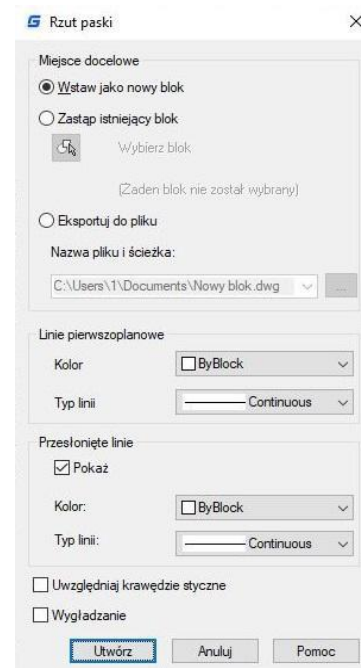 Rzut paski
Miejsce docelowe
Wstaw jako nowy blok
Zastąp istniejący blok
Wybierz blok
(Zaden blok nie został wybrany)
Eksportuj do pliku
Nazwa pliku i ścieżka:
C:\Users\1\Documents\Nowy blok.dwg
...
Linie pierwszoplanowe
Kolor
ByBlock
Typ linii
Continuous
Przesłonięte linie
Pokaż
Kolor:
ByBlock
Typ linii:
Continuous
Uwzględniaj krawędzie styczne
Wygładzanie
Utwórz Anuluj Pomoc